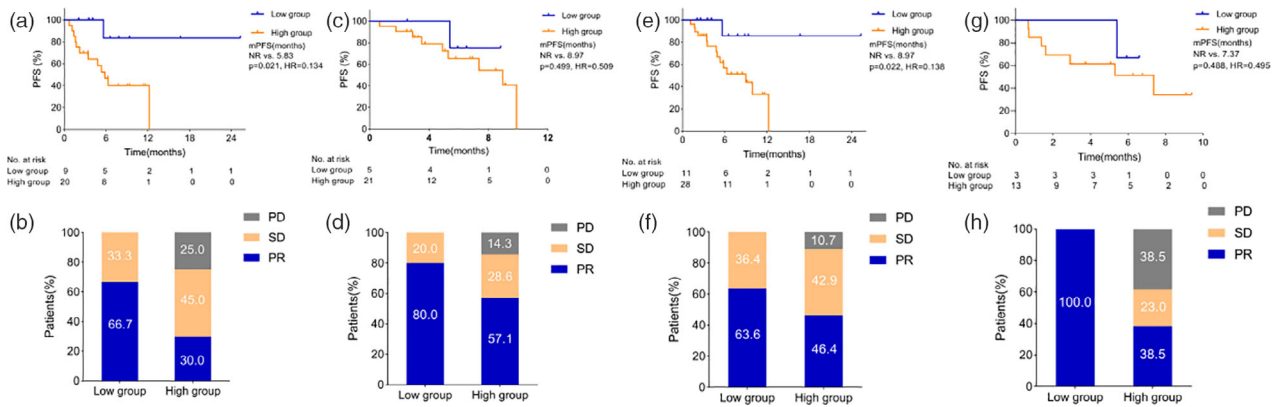 (a)
100
80
60
40
20
0
PFS (%)
0 6 12 18 24
Time(months)
Low group
High group
mPFS(months)
NR vs. 5.83
p=0.021, HR=0.134
No. at risk
Low group 9 5 2 1 1
High group 20 8 1 0 0
(c)
100
80
60
40
20
0
PFS (%)
0 4 8 12
Time(months)
Low group
High group
mPFS(months)
NR vs. 8.97
p=0.499, HR=0.509
No. at risk
Low group 5 4 1 0
High group 21 12 5 0
(e)
100
80
60
40
20
0
PFS (%)
0 6 12 18 24
Time(months)
Low group
High group
mPFS(months)
NR vs. 8.97
p=0.022, HR=0.138
No. at risk
Low group 11 6 2 1 1
High group 28 11 1 0 0
(g)
100
80
60
40
20
0
PFS (%)
0 2 4 6 8 10
Time(months)
Low group
High group
mPFS(months)
NR vs. 7.37
p=0.488, HR=0.495
No. at risk
Low group 3 3 3 1 0 0
High group 13 9 7 5 2 0
(b)
100
80
60
40
20
0
Patients(%)
33.3
66.7
25.0
45.0
30.0
Low group High group
PD
SD
PR
(d)
100
80
60
40
20
0
Patients(%)
20.0
80.0
14.3
28.6
57.1
Low group High group
PD
SD
PR
(f)
100
80
60
40
20
0
Patients(%)
36.4
63.6
10.7
42.9
46.4
Low group High group
PD
SD
PR
(h)
100
80
60
40
20
0
Patients(%)
100.0
38.5
23.0
38.5
Low group High group
PD
SD
PR